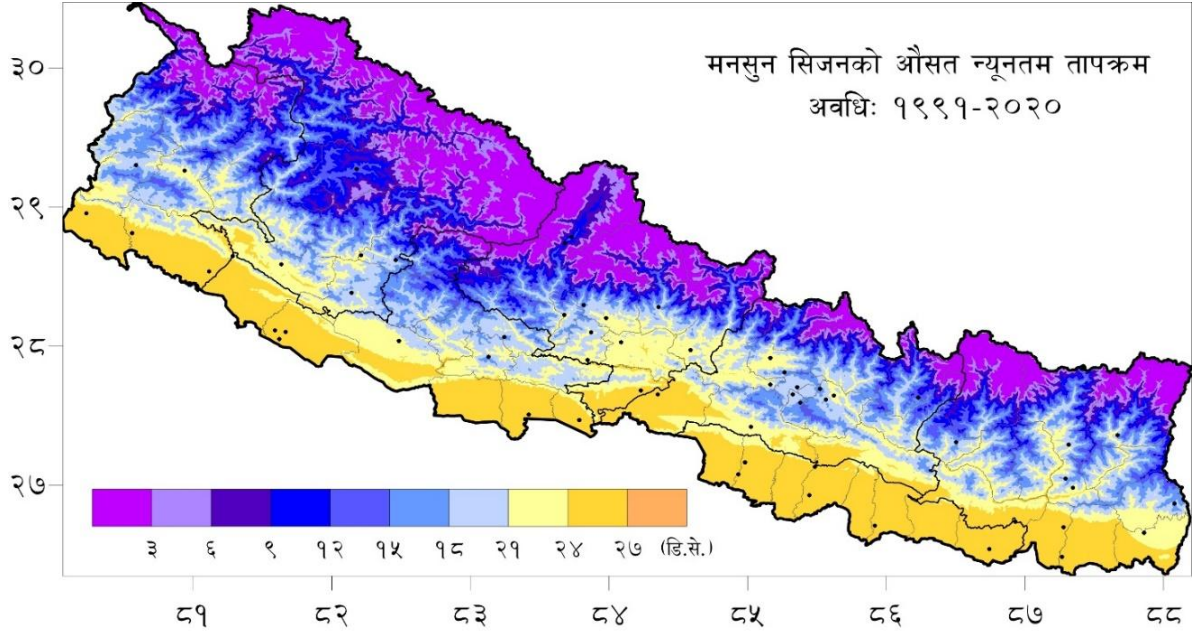 मनसुन सिजनको औसत न्यूनतम तापक्रम
अवधिः १९९१-२०२०
३०
२९
२८
२७
३ ६ ९ १२ १५ १८ २१ २४ २७ (डि.से.)
८१ ८२ ८३ ८४ ८५ ८६ ८७ ८८